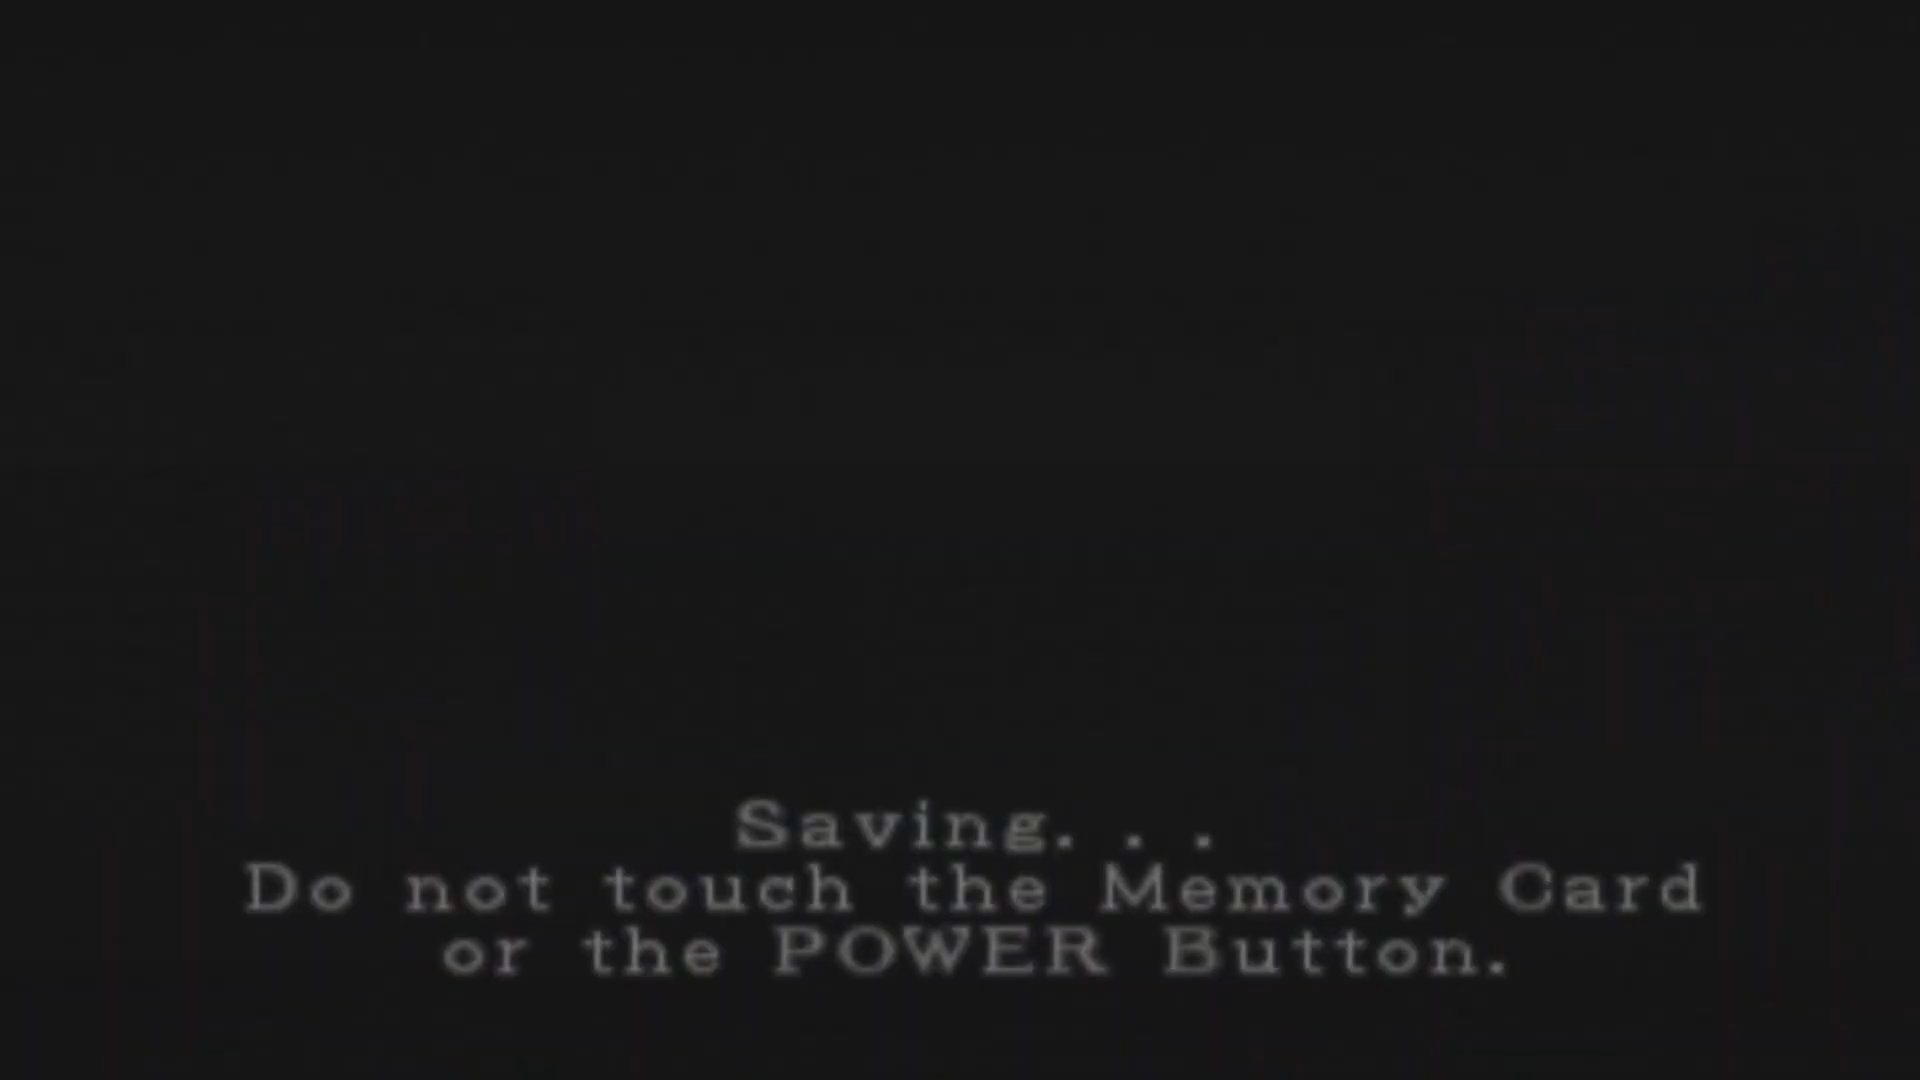 Saving. . .
Do not touch the Memory Card
or the POWER Button.